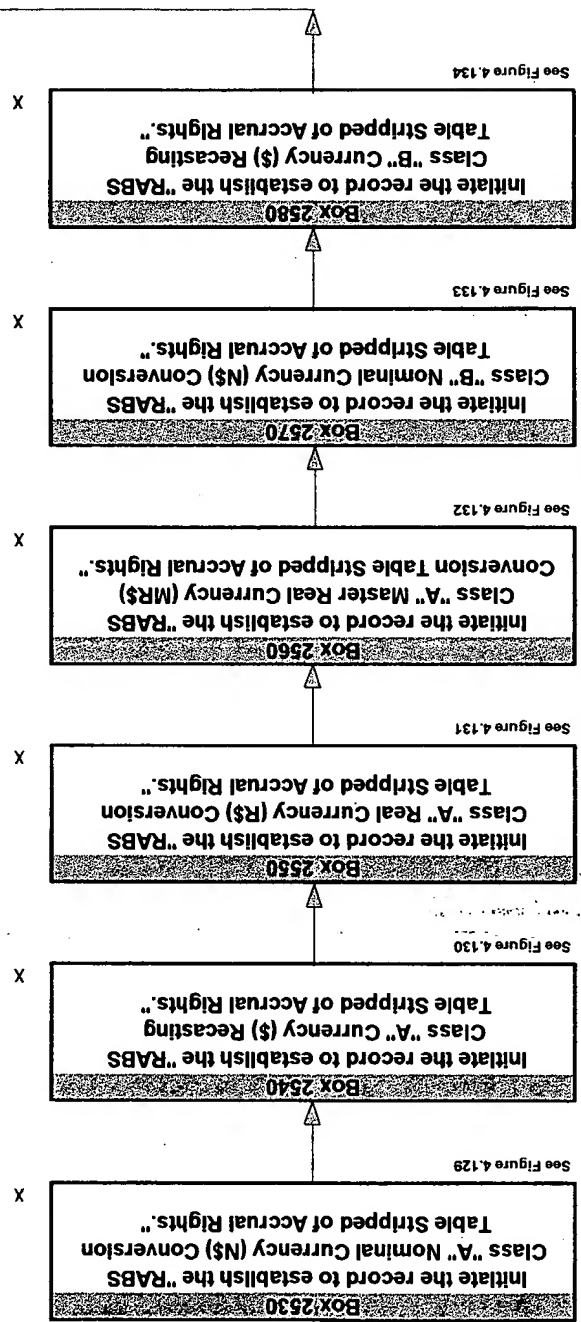 Box 2530
Initiate the record to establish the "RABS
Class "A" Nominal Currency (N$) Conversion
Table Stripped of Accrual Rights."
X
See Figure 4.129
Box 2540
Initiate the record to establish the "RABS
Class "A" Currency ($) Recasting
Table Stripped of Accrual Rights."
X
See Figure 4.130
Box 2550
Initiate the record to establish the "RABS
Class "A" Real Currency (R$) Conversion
Table Stripped of Accrual Rights."
X
See Figure 4.131
Box 2560
Initiate the record to establish the "RABS
Class "A" Master Real Currency (MR$)
Conversion Table Stripped of Accrual Rights."
X
See Figure 4.132
Box 2570
Initiate the record to establish the "RABS
Class "B" Nominal Currency (N$) Conversion
Table Stripped of Accrual Rights."
X
See Figure 4.133
Box 2580
Initiate the record to establish the "RABS
Class "B" Currency ($) Recasting
Table Stripped of Accrual Rights."
X
See Figure 4.134